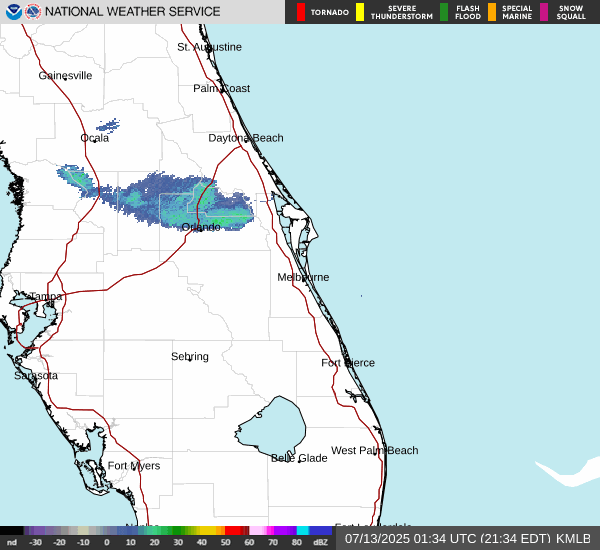 NATIONAL WEATHER SERVICE
TORNADO
SEVERE
THUNDERSTORM
FLASH
FLOOD
SPECIAL
MARINE
SNOW
SQUALL
St. Augustine
Gainesville
Palm Coast
Ocala
Daytona Beach
Orlando
Melbourne
Tampa
Sebring
Fort Pierce
Sarasota
West Palm Beach
Belle Glade
Fort Myers
nd -30 -20 -10 0 10 20 30 40 50 60 70 80 dBZ
07/13/2025 01:34 UTC (21:34 EDT) KMLB